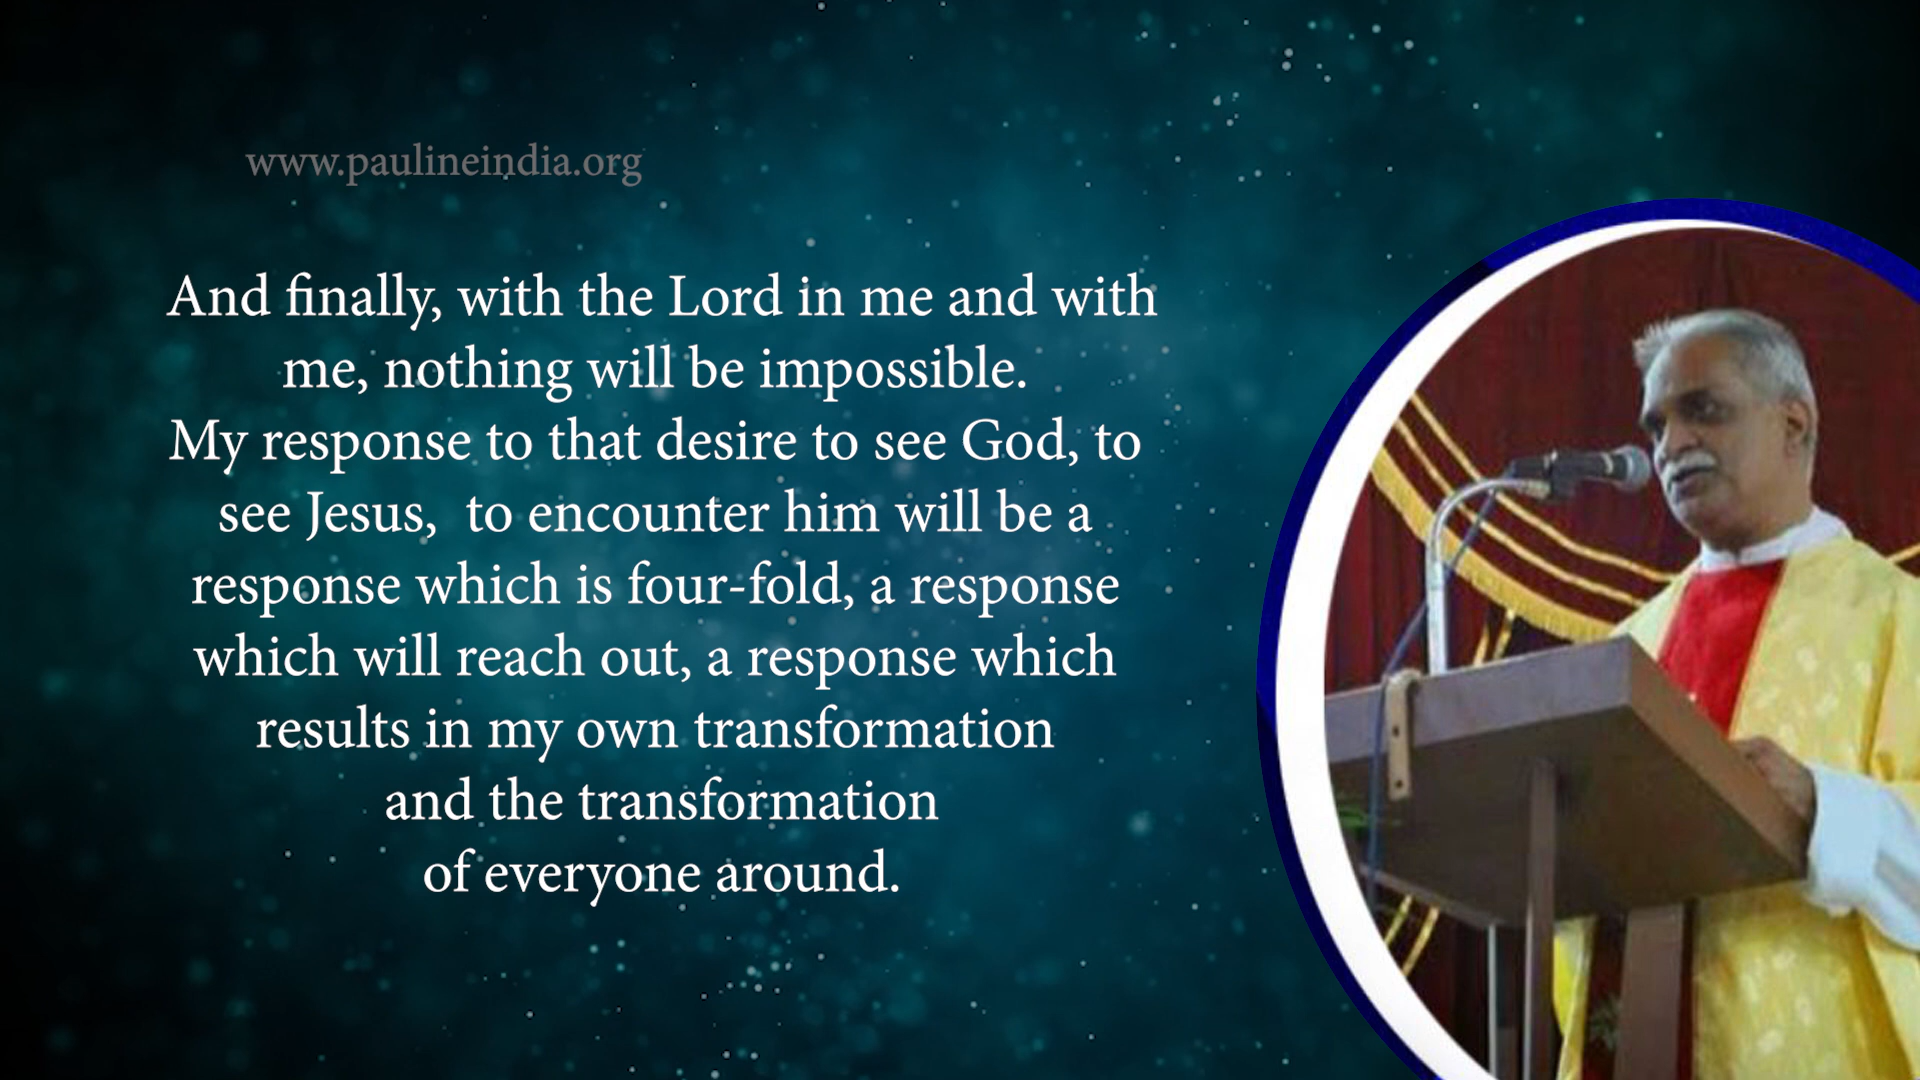 www.paulineindia.org
And finally, with the Lord in me and with
me, nothing will be impossible.
My response to that desire to see God, to
see Jesus,  to encounter him will be a
response which is four-fold, a response
which will reach out, a response which
results in my own transformation
and the transformation
of everyone around.